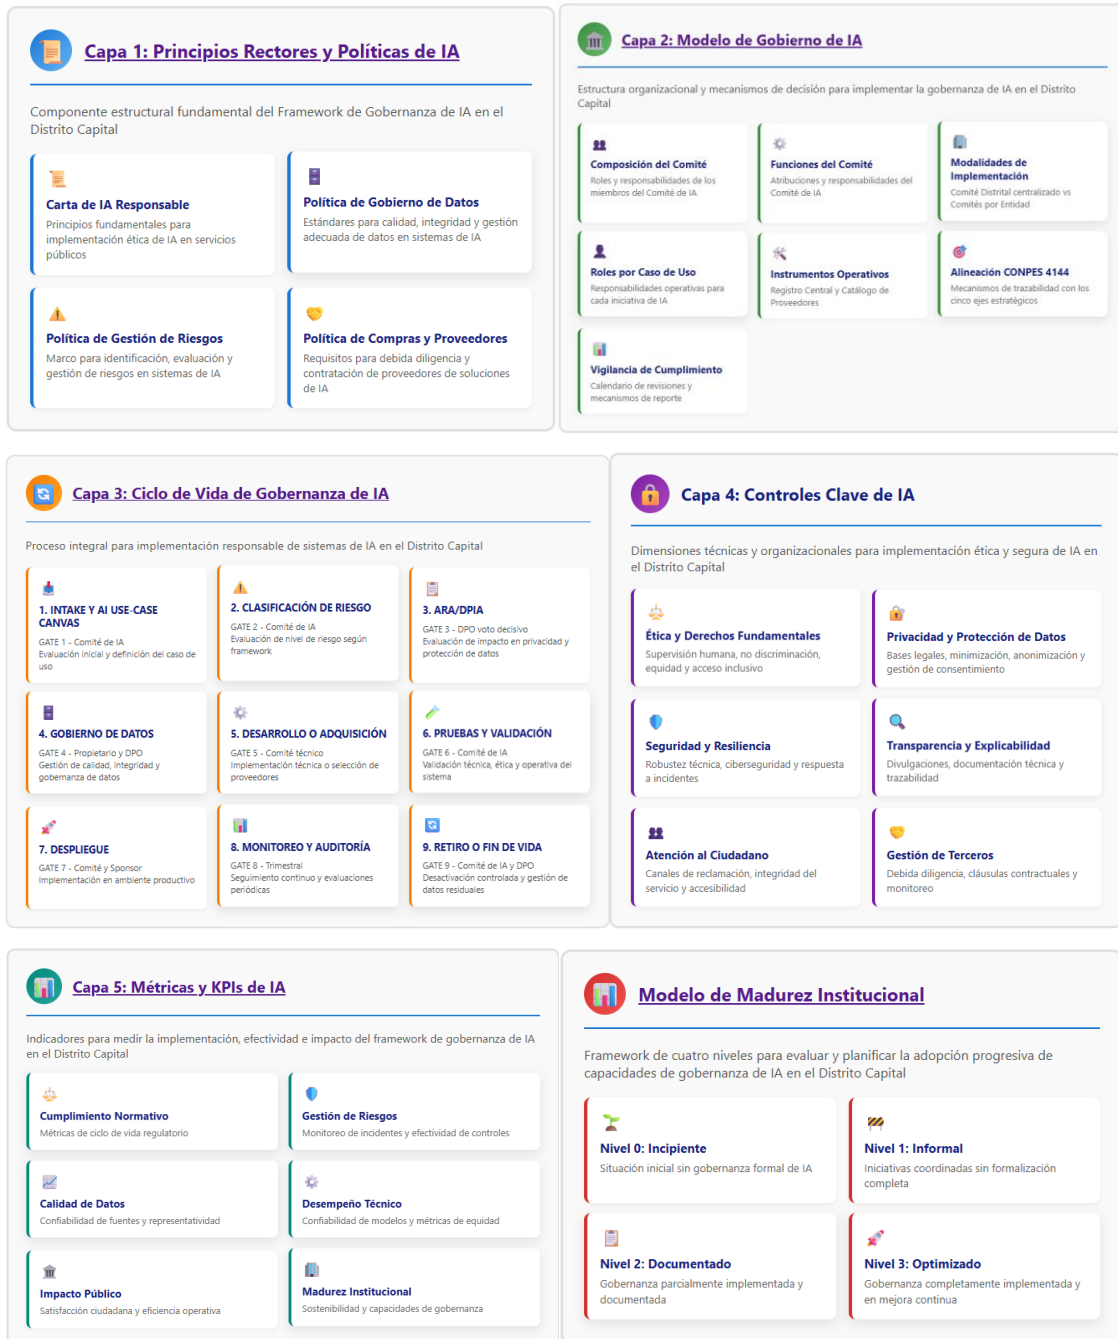 Capa 1: Principios Rectores y Políticas de IA
Componente estructural fundamental del Framework de Gobernanza de IA en el
Distrito Capital
Carta de IA Responsable
Principios fundamentales para
implementación ética de IA en servicios
públicos
Política de Gobierno de Datos
Estándares para calidad, integridad y gestión
adecuada de datos en sistemas de IA
Política de Gestión de Riesgos
Marco para identificación, evaluación y
gestión de riesgos en sistemas de IA
Política de Compras y Proveedores
Requisitos para debida diligencia y
contratación de proveedores de soluciones
de IA
Capa 2: Modelo de Gobierno de IA
Estructura organizacional y mecanismos de decisión para implementar la gobernanza de IA en el Distrito
Capital
Composición del Comité
Roles y responsabilidades de los
miembros del Comité de IA
Funciones del Comité
Atribuciones y responsabilidades del
Comité de IA
Modalidades de
Implementación
Comité Distrital centralizado vs
Comités por Entidad
Roles por Caso de Uso
Responsabilidades operativas para
cada iniciativa de IA
Instrumentos Operativos
Registro Central y Catálogo de
Proveedores
Alineación CONPES 4144
Mecanismos de trazabilidad con los
cinco ejes estratégicos
Vigilancia de Cumplimiento
Calendario de revisiones y
mecanismos de reporte
Capa 3: Ciclo de Vida de Gobernanza de IA
Proceso integral para implementación responsable de sistemas de IA en el Distrito Capital
1. INTAKE Y AI USE-CASE
CANVAS
GATE 1 - Comité de IA
Evaluación inicial y definición del caso de
uso
2. CLASIFICACIÓN DE RIESGO
GATE 2 - Comité de IA
Evaluación de nivel de riesgo según
framework
3. ARA/DPIA
GATE 3 - DPO voto decisivo
Evaluación de impacto en privacidad y
protección de datos
4. GOBIERNO DE DATOS
GATE 4 - Propietario y DPO
Gestión de calidad, integridad y
gobernanza de datos
5. DESARROLLO O ADQUISICIÓN
GATE 5 - Comité técnico
Implementación técnica o selección de
proveedores
6. PRUEBAS Y VALIDACIÓN
GATE 6 - Comité de IA
Validación técnica, ética y operativa del
sistema
7. DESPLIEGUE
GATE 7 - Comité y Sponsor
Implementación en ambiente productivo
8. MONITOREO Y AUDITORÍA
GATE 8 - Trimestral
Seguimiento continuo y evaluaciones
periódicas
9. RETIRO O FIN DE VIDA
GATE 9 - Comité de IA y DPO
Desactivación controlada y gestión de
datos residuales
Capa 4: Controles Clave de IA
Dimensiones técnicas y organizacionales para implementación ética y segura de IA en
el Distrito Capital
Ética y Derechos Fundamentales
Supervisión humana, no discriminación,
equidad y acceso inclusivo
Privacidad y Protección de Datos
Bases legales, minimización, anonimización y
gestión de consentimiento
Seguridad y Resiliencia
Robustez técnica, ciberseguridad y respuesta
a incidentes
Transparencia y Explicabilidad
Divulgaciones, documentación técnica y
trazabilidad
Atención al Ciudadano
Canales de reclamación, integridad del
servicio y accesibilidad
Gestión de Terceros
Debida diligencia, cláusulas contractuales y
monitoreo
Capa 5: Métricas y KPIs de IA
Indicadores para medir la implementación, efectividad e impacto del framework de gobernanza de IA
en el Distrito Capital
Cumplimiento Normativo
Métricas de ciclo de vida regulatorio
Gestión de Riesgos
Monitoreo de incidentes y efectividad de controles
Calidad de Datos
Confiabilidad de fuentes y representatividad
Desempeño Técnico
Confiabilidad de modelos y métricas de equidad
Impacto Público
Satisfacción ciudadana y eficiencia operativa
Madurez Institucional
Sostenibilidad y capacidades de gobernanza
Modelo de Madurez Institucional
Framework de cuatro niveles para evaluar y planificar la adopción progresiva de
capacidades de gobernanza de IA en el Distrito Capital
Nivel 0: Incipiente
Situación inicial sin gobernanza formal de IA
Nivel 1: Informal
Iniciativas coordinadas sin formalización
completa
Nivel 2: Documentado
Gobernanza parcialmente implementada y
documentada
Nivel 3: Optimizado
Gobernanza completamente implementada y
en mejora continua